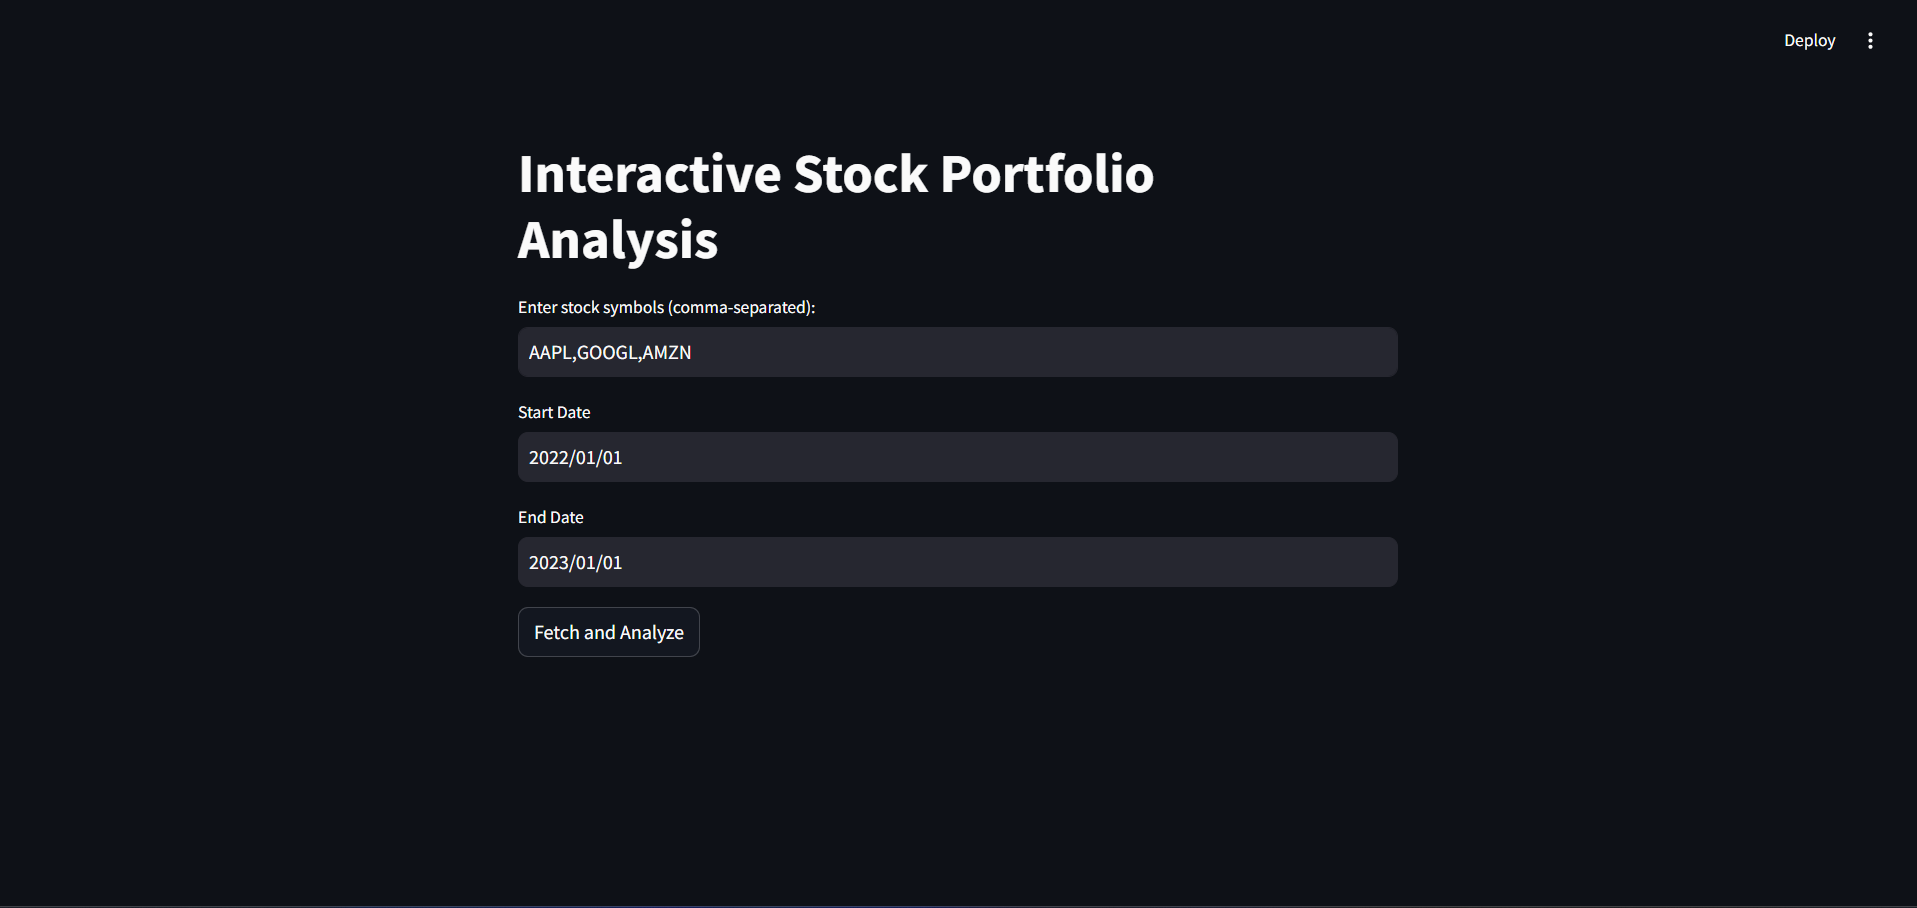 Deploy
Interactive Stock Portfolio
Analysis
Enter stock symbols (comma-separated):
AAPL,GOOGL,AMZN
Start Date
2022/01/01
End Date
2023/01/01
Fetch and Analyze